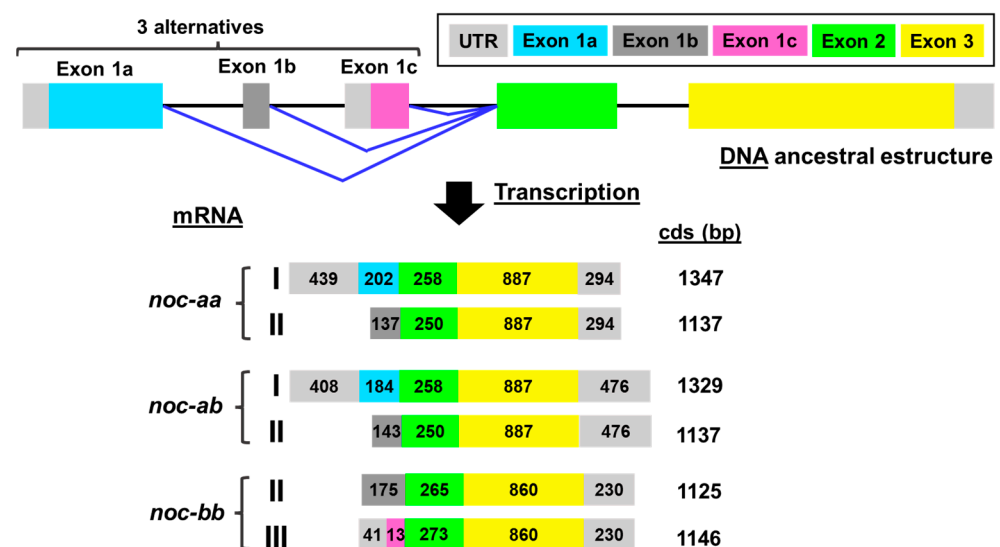 3 alternatives
UTR Exon 1a Exon 1b Exon 1c Exon 2 Exon 3
Exon 1a Exon 1b Exon 1c
DNA ancestral estructure
Transcription
mRNA
cds (bp)
noc-aa
I 439 202 258 887 294 1347
II 137 250 887 294 1137
noc-ab
I 408 184 258 887 476 1329
II 143 250 887 476 1137
noc-bb
II 175 265 860 230 1125
III 41 13 273 860 230 1146